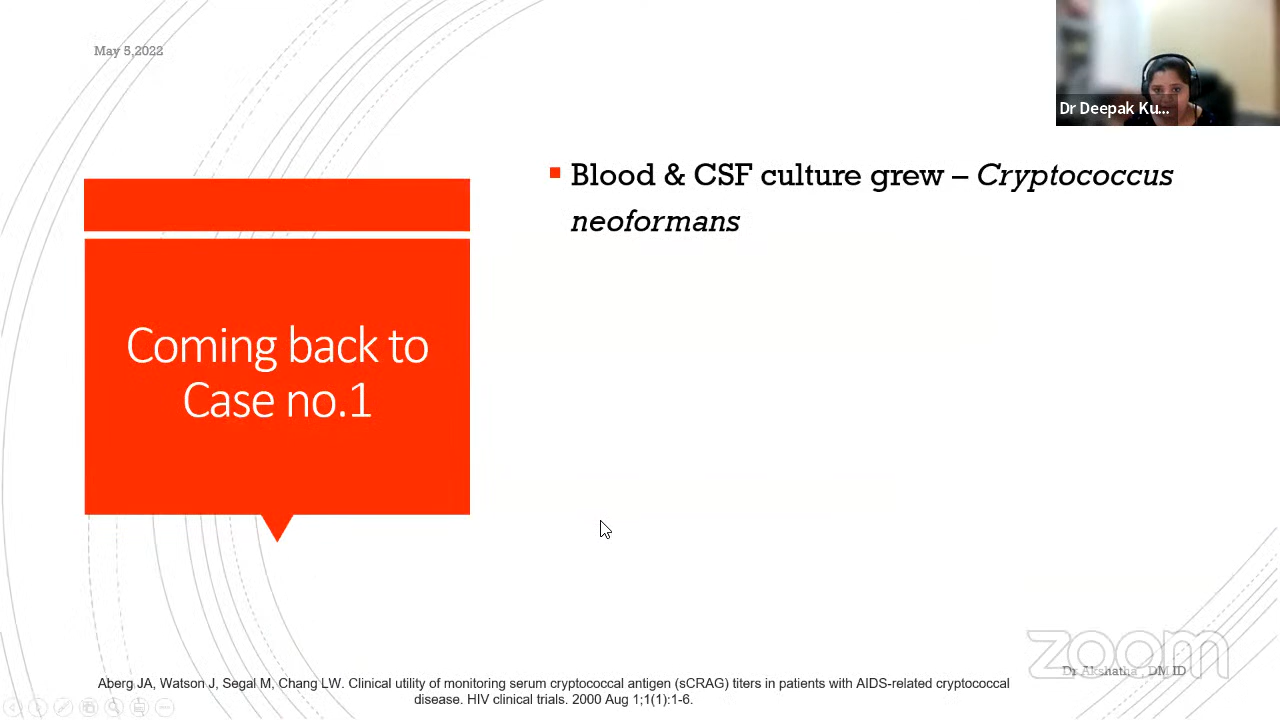 May 5,2022
Dr Deepak Ku...
Blood & CSF culture grew – Cryptococcus
neoformans
Coming back to
Case no.1
zoom
Dr Akshatha , DM ID
Aberg JA, Watson J, Segal M, Chang LW. Clinical utility of monitoring serum cryptococcal antigen (sCRAG) titers in patients with AIDS-related cryptococcal
disease. HIV clinical trials. 2000 Aug 1;1(1):1-6.